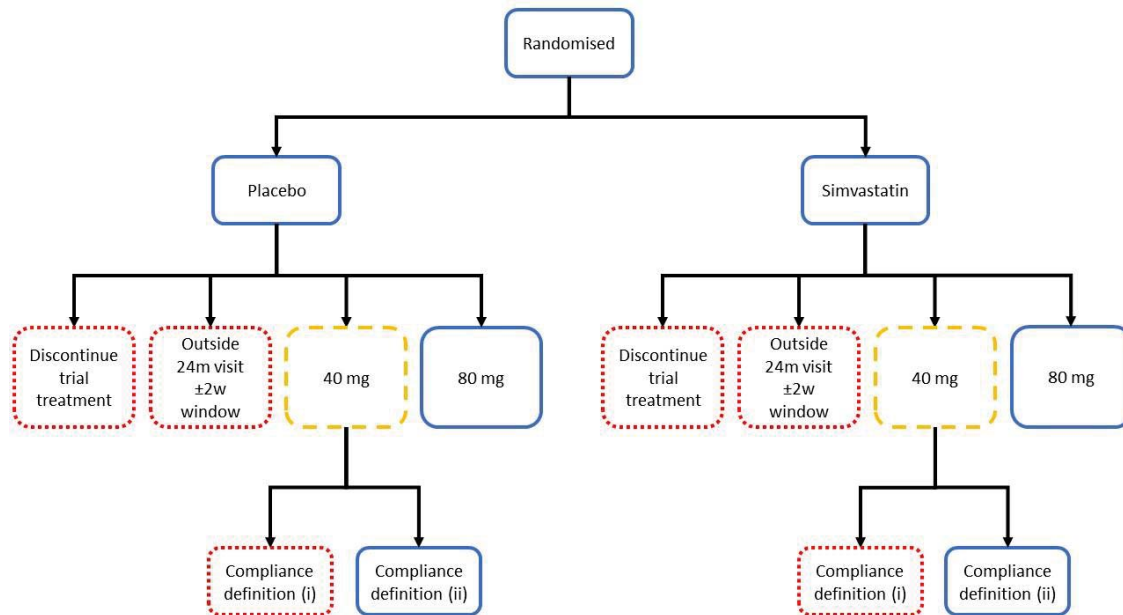 Randomised
Placebo
Simvastatin
Discontinue
trial
treatment
Outside
24m visit
±2w
window
40 mg
80 mg
Discontinue
trial
treatment
Outside
24m visit
±2w
window
40 mg
80 mg
Compliance
definition (i)
Compliance
definition (ii)
Compliance
definition (i)
Compliance
definition (ii)